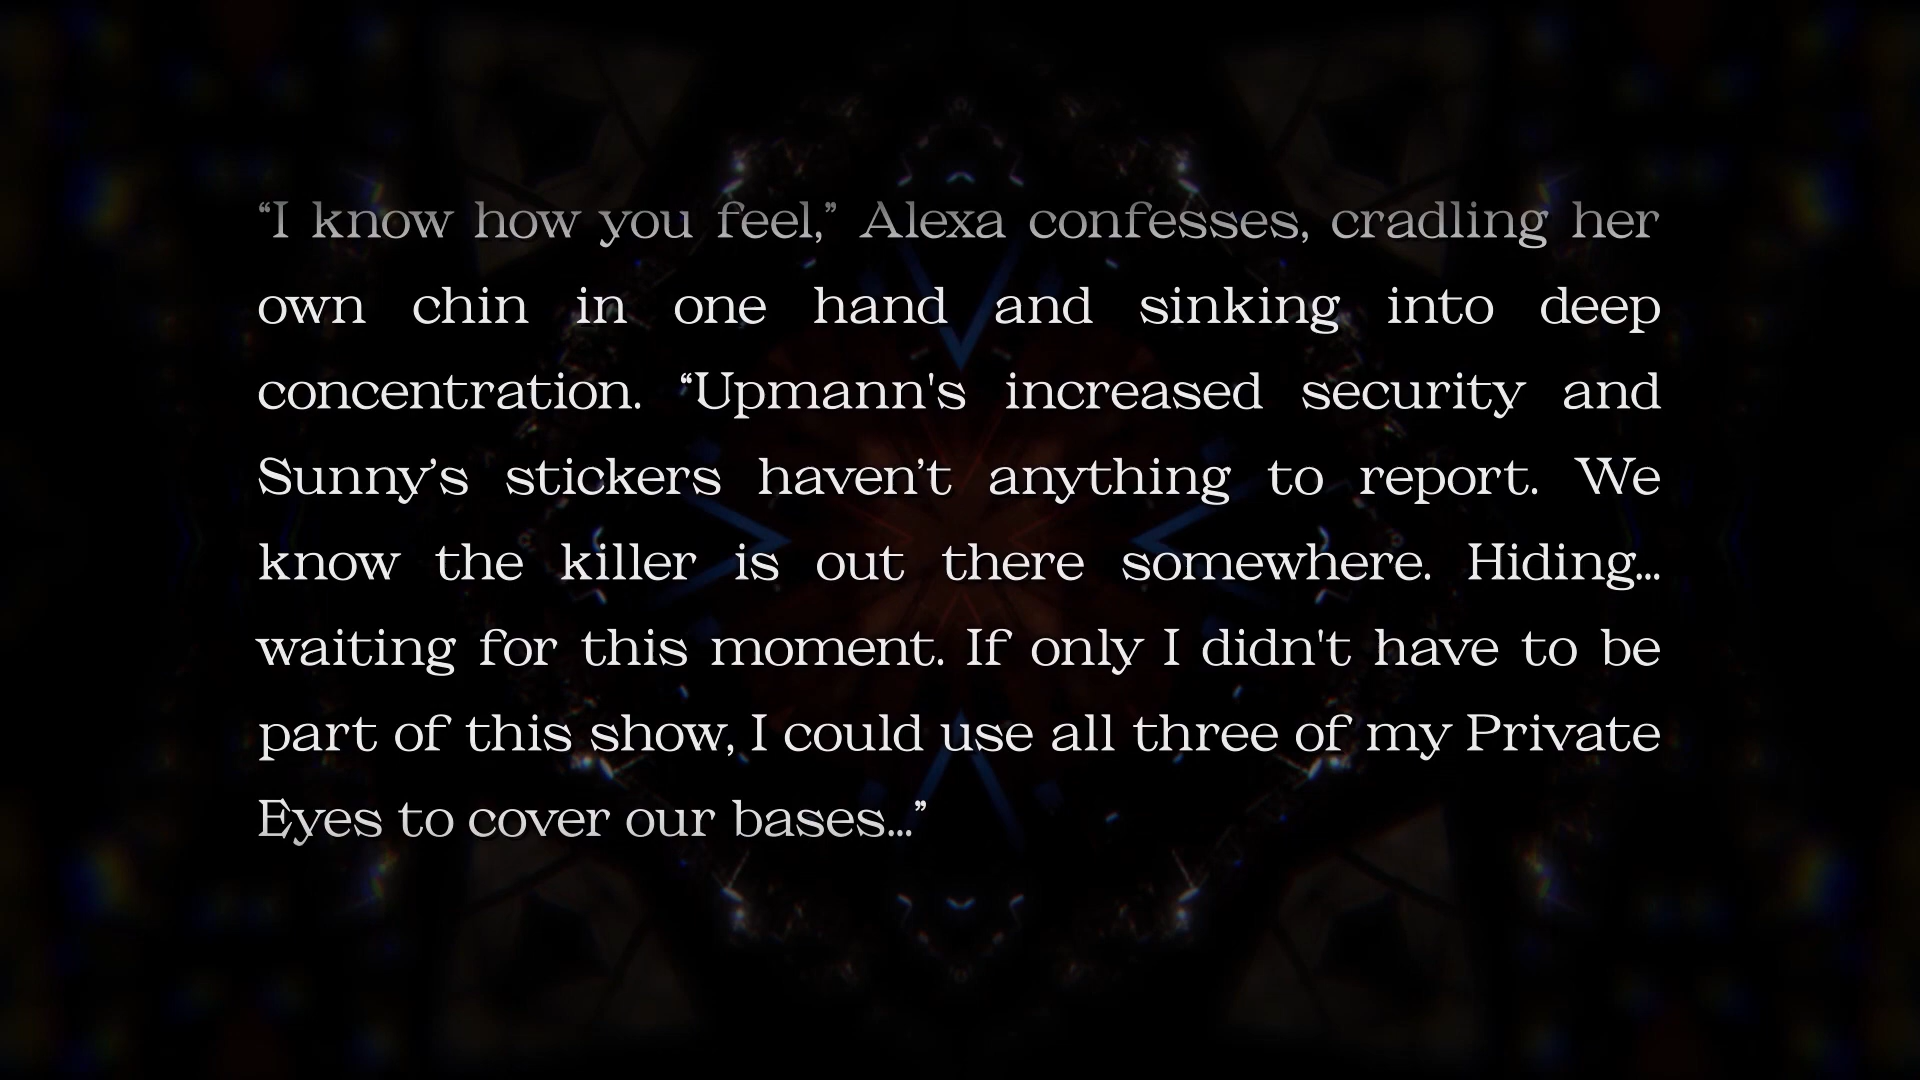 “I know how you feel,” Alexa confesses, cradling her
own chin in one hand and sinking into deep
concentration. “Upmann's increased security and
Sunny’s stickers haven’t anything to report. We
know the killer is out there somewhere. Hiding...
waiting for this moment. If only I didn't have to be
part of this show, I could use all three of my Private
Eyes to cover our bases...”